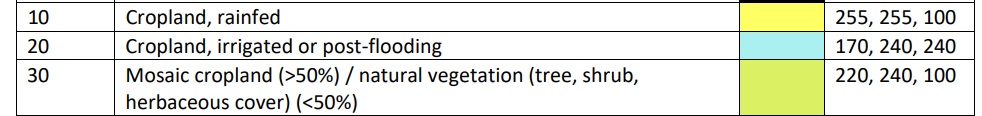 10 Cropland, rainfed 255, 255, 100
20 Cropland, irrigated or post-flooding 170, 240, 240
30 Mosaic cropland (>50%) / natural vegetation (tree, shrub, 220, 240, 100
herbaceous cover) (<50%)